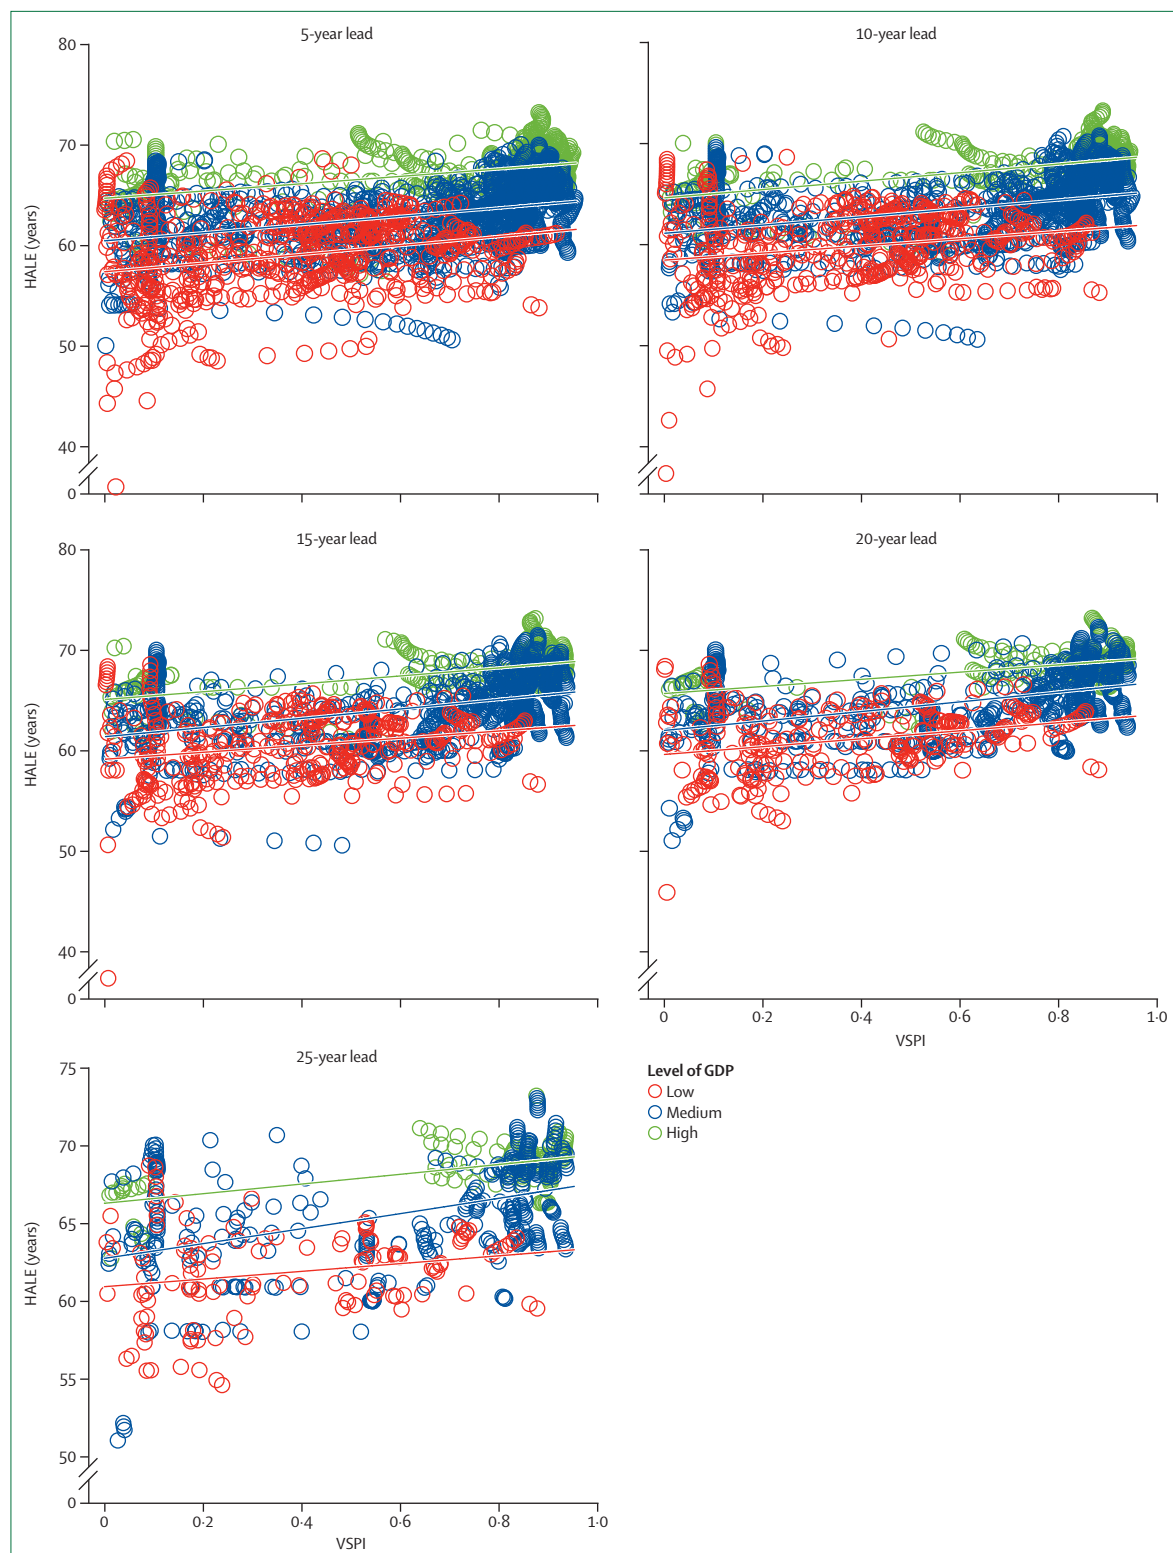 5-year lead
10-year lead
80
70
60
50
40
0
HALE (years)
15-year lead
20-year lead
80
70
60
50
40
0
HALE (years)
0
0·2
0·4
0·6
0·8
1·0
VSPI
25-year lead
75
70
65
60
55
50
0
HALE (years)
0
0·2
0·4
0·6
0·8
1·0
VSPI
Level of GDP
Low
Medium
High